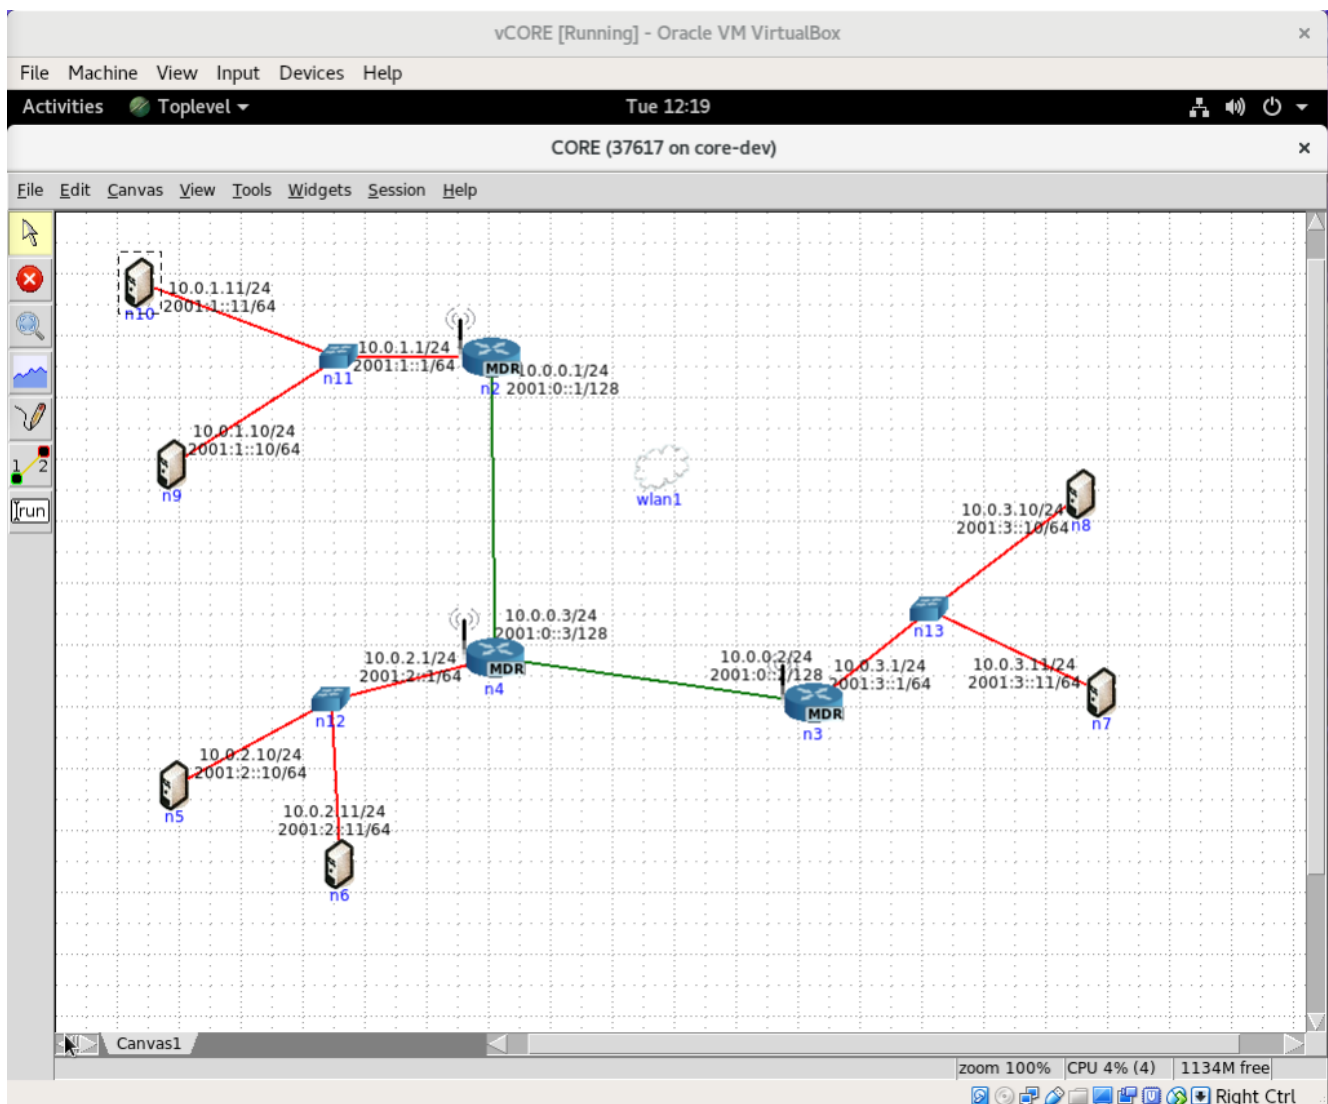 vCORE [Running] - Oracle VM VirtualBox
File Machine View Input Devices Help
Activities Toplevel Tue 12:19
CORE (37617 on core-dev)
File Edit Canvas View Tools Widgets Session Help
10.0.1.11/24
2001:1::11/64
n10
10.0.1.1/24
2001:1::1/64
n11
MDR
n2
10.0.0.1/24
2001:0::1/128
10.0.1.10/24
2001:1::10/64
n9
1 2
run
wlan1
10.0.3.10/24
2001:3::10/64
n8
n13
10.0.0.3/24
2001:0::3/128
10.0.2.1/24
2001:2::1/64
MDR
n4
10.0.0.2/24
10.0.3.1/24
2001:3::1/64
10.0.3.11/24
2001:3::11/64
n7
MDR
n3
n12
10.0.2.10/24
2001:2::10/64
n5
10.0.2.11/24
2001:2::11/64
n6
Canvas1
zoom 100% CPU 4% (4) 1134M free
Right Ctrl